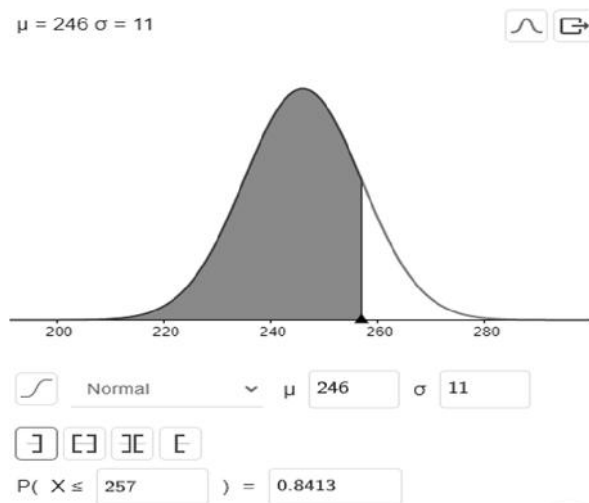 μ = 246 σ = 11
200 220 240 260 280
Normal μ 246 σ 11
P( X ≤ 257 ) = 0.8413